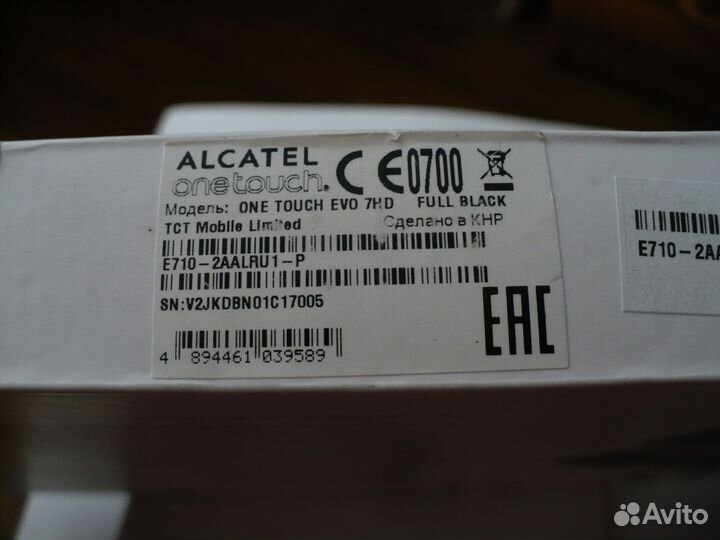 ALCATEL
onetouch.
CE0700
Модель: ONE TOUCH EVO 7HD FULL BLACK
TCT Mobile Limited Сделано в КНР
E710-2AALRU1-P
SN:V2JKDBN01C17005
4 894461 039589
EAC
E710-2AA
Avito